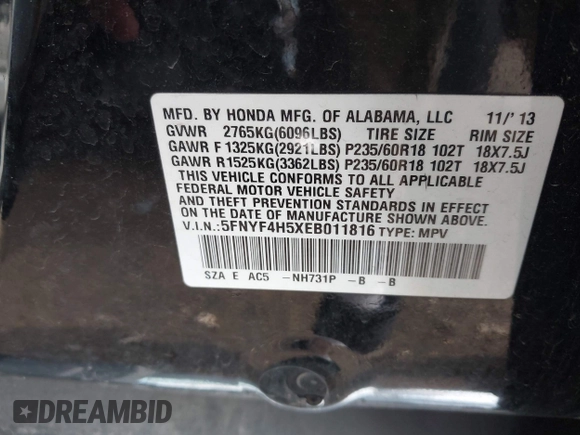 MFD. BY HONDA MFG. OF ALABAMA, LLC 11/' 13
GVWR 2765KG(6096LBS) TIRE SIZE RIM SIZE
GAWR F 1325KG(2921LBS) P235/60R18 102T 18X7.5J
GAWR R1525KG(3362LBS) P235/60R18 102T 18X7.5J
THIS VEHICLE CONFORMS TO ALL APPLICABLE
FEDERAL MOTOR VEHICLE SAFETY
AND THEFT PREVENTION STANDARDS IN EFFECT
ON THE DATE OF MANUFACTURE SHOWN ABOVE.
V.I.N.:5FNYF4H5XEB011816 TYPE: MPV
SZA E AC5 -NH731P -B -B
DREAMBID